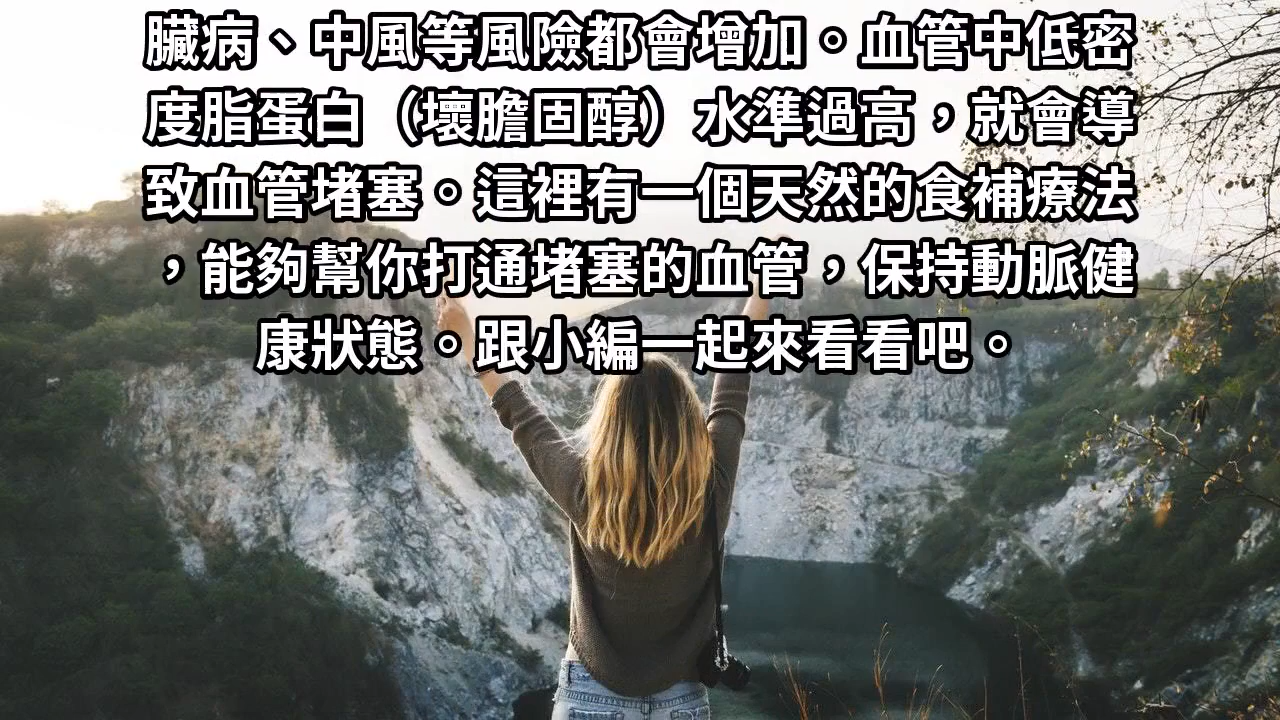 臟病、中風等風險都會增加。血管中低密
度脂蛋白（壞膽固醇）水準過高，就會導
致血管堵塞。這裡有一個天然的食補療法
，能夠幫你打通堵塞的血管，保持動脈健
康狀態。跟小編一起來看看吧。